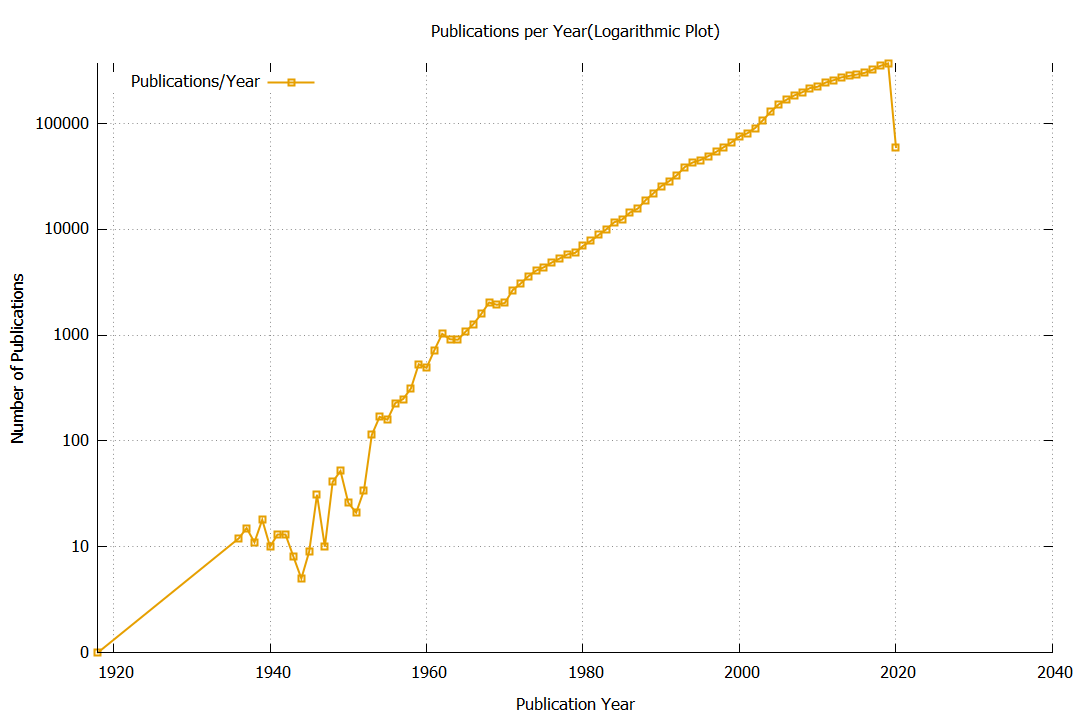 Publications per Year(Logarithmic Plot)
Publications/Year
100000
10000
1000
100
10
0
Number of Publications
1920 1940 1960 1980 2000 2020 2040
Publication Year